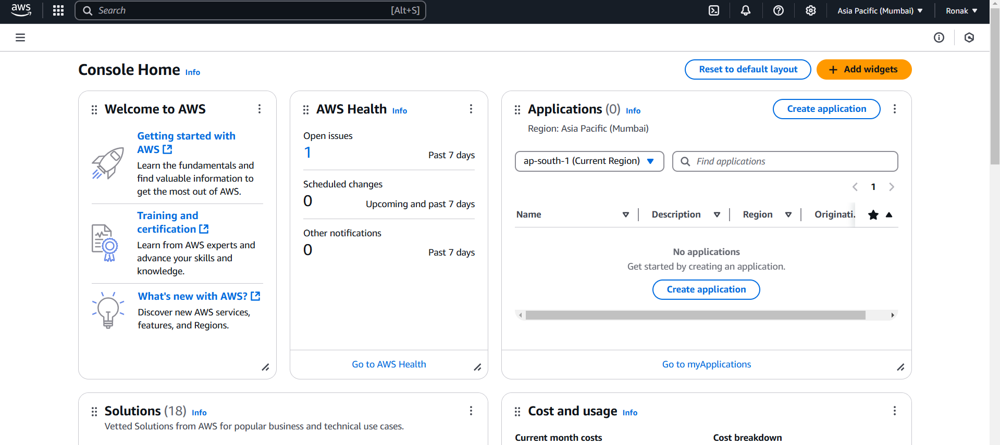 aws
Search [Alt+S]
Asia Pacific (Mumbai)
Ronak
Console Home Info
Reset to default layout
Add widgets
Welcome to AWS
Getting started with
AWS
Learn the fundamentals and
find valuable information to
get the most out of AWS.
Training and
certification
Learn from AWS experts and
advance your skills and
knowledge.
What's new with AWS?
Discover new AWS services,
features, and Regions.
AWS Health Info
Open issues
1 Past 7 days
Scheduled changes
0 Upcoming and past 7 days
Other notifications
0 Past 7 days
Go to AWS Health
Applications (0) Info
Create application
Region: Asia Pacific (Mumbai)
ap-south-1 (Current Region)
Find applications
1
Name Description Region Originati.
No applications
Get started by creating an application.
Create application
Go to myApplications
Solutions (18) Info
Vetted Solutions from AWS for popular business and technical use cases.
Cost and usage Info
Current month costs Cost breakdown